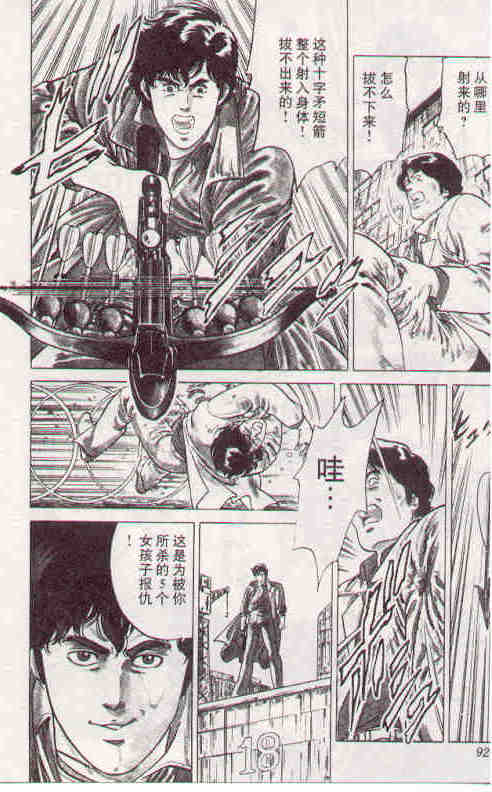 从哪里
射来的？
怎么
拔不下来！
这种十字矛短箭
整个射入身体！
拔不出来的！
哇…
这是为被你
所杀的5个
女孩子报仇
！
18
92